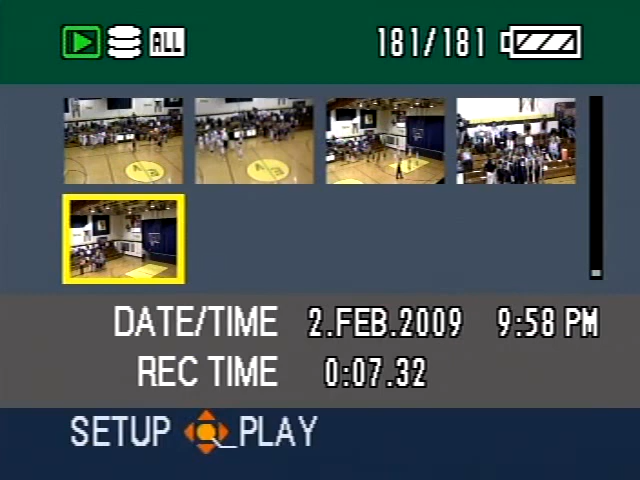 ALL 181/181
DATE/TIME 2.FEB.2009 9:58 PM
REC TIME 0:07.32
SETUP PLAY